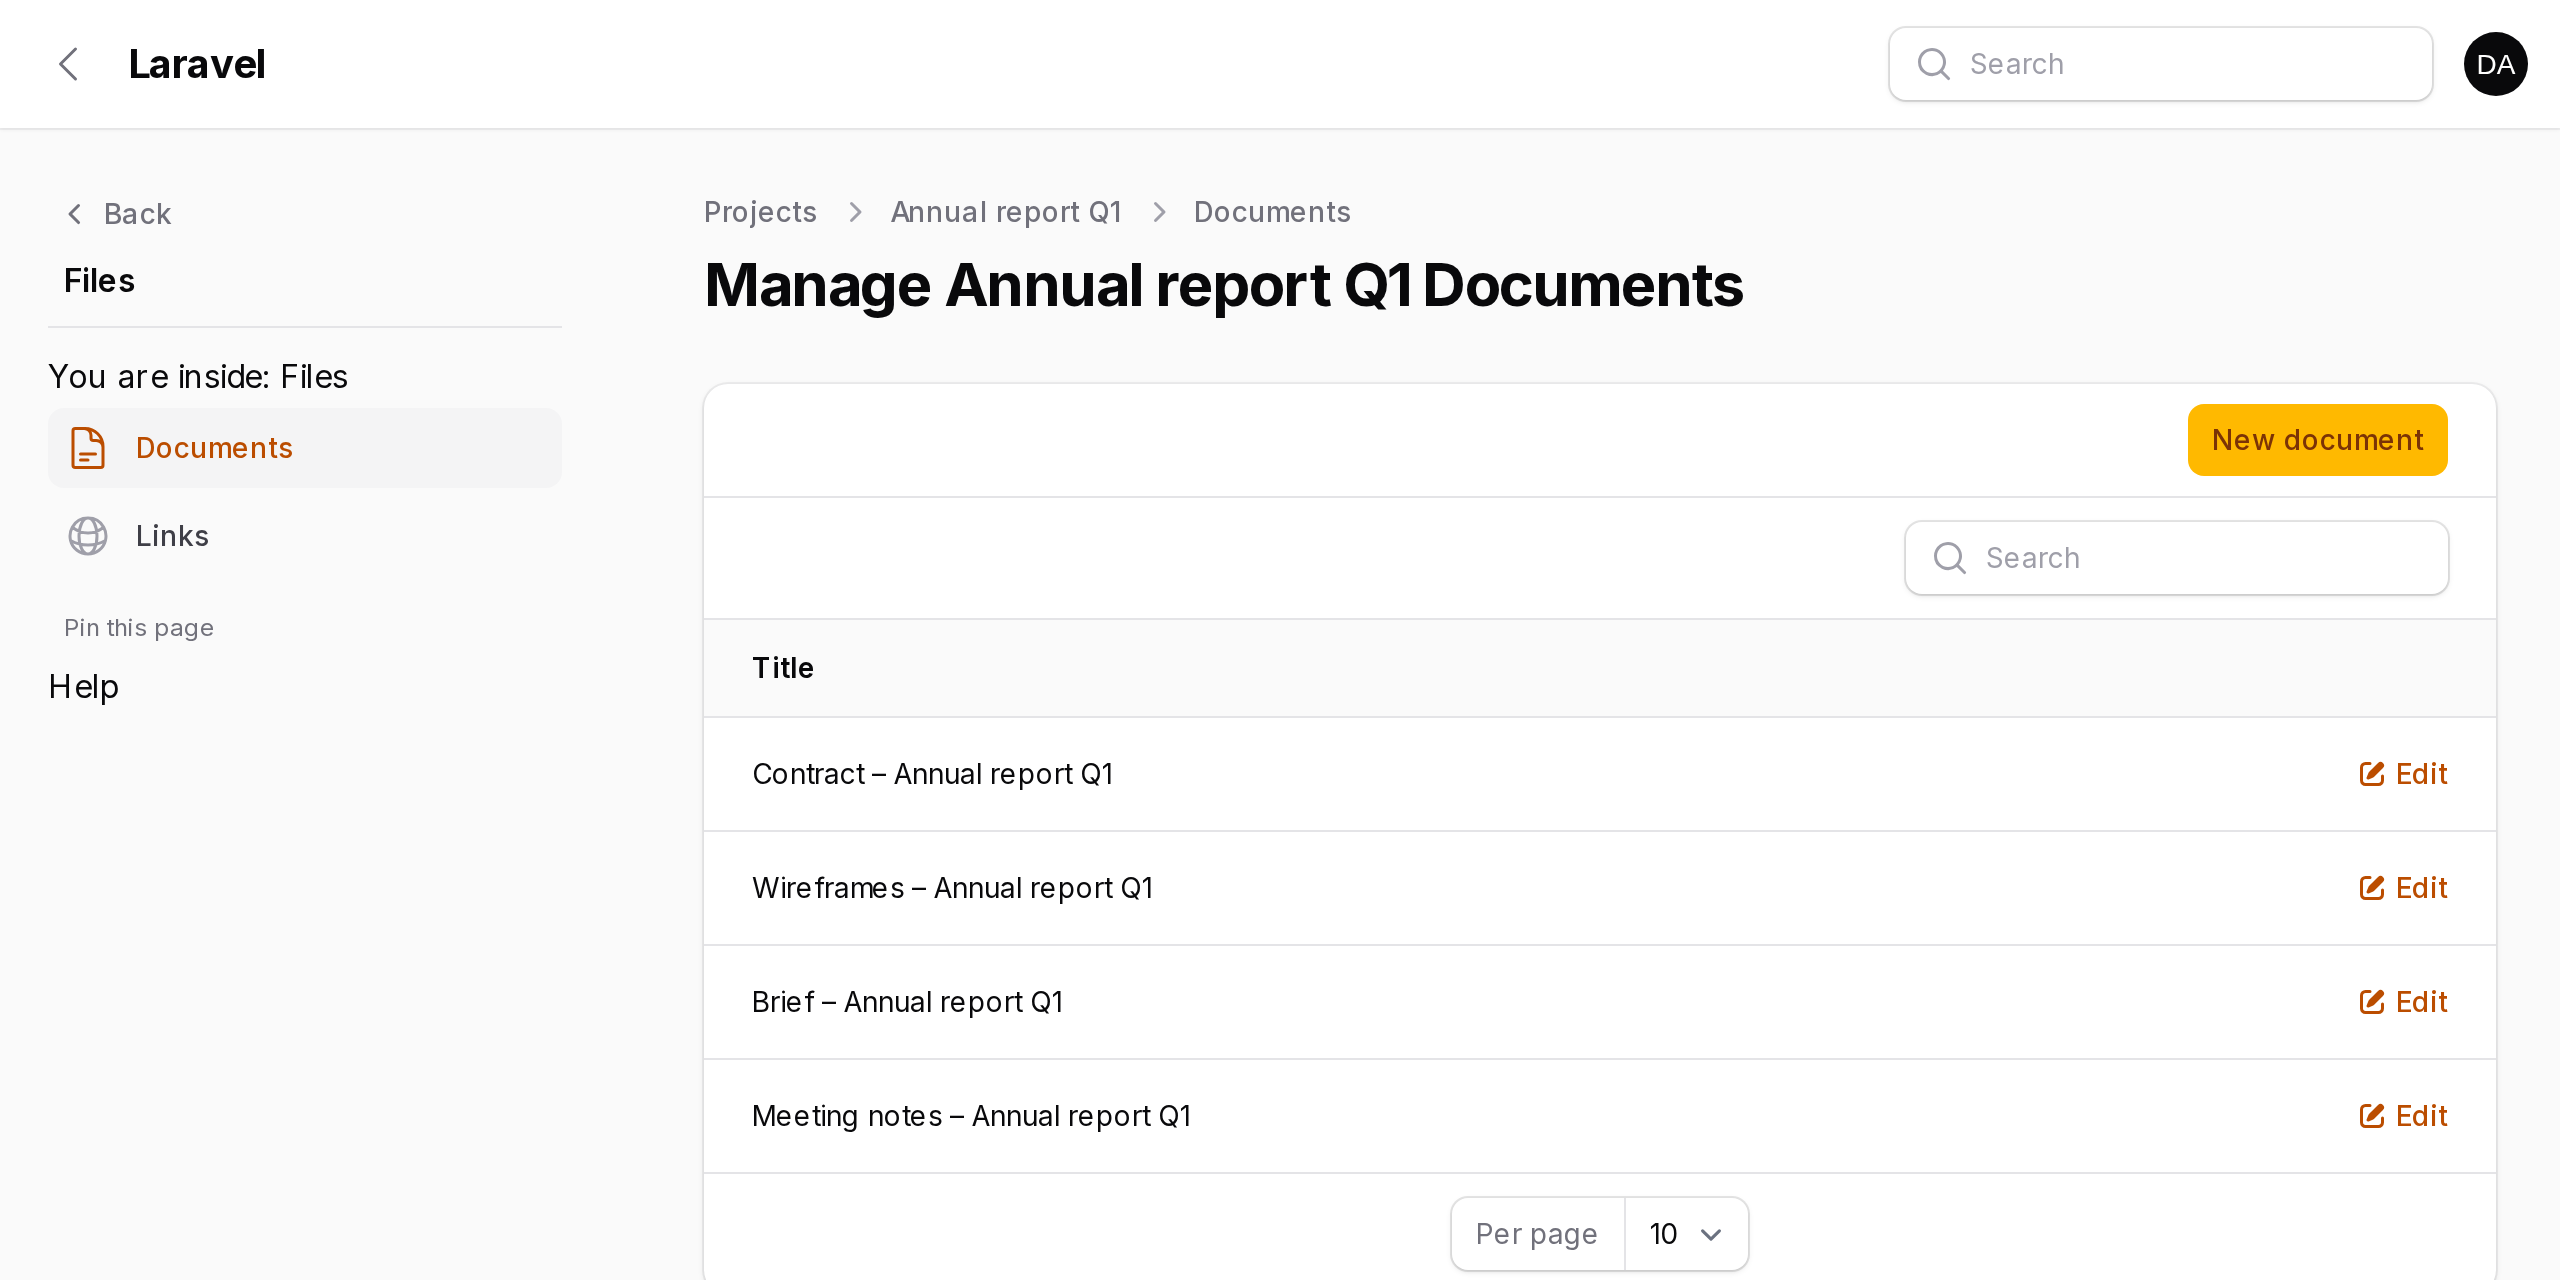 Laravel
Search
DA
Back
Files
You are inside: Files
Documents
Links
Pin this page
Help
Projects
Annual report Q1
Documents
Manage Annual report Q1 Documents
New document
Search
Title
Contract – Annual report Q1
Edit
Wireframes – Annual report Q1
Edit
Brief – Annual report Q1
Edit
Meeting notes – Annual report Q1
Edit
Per page
10